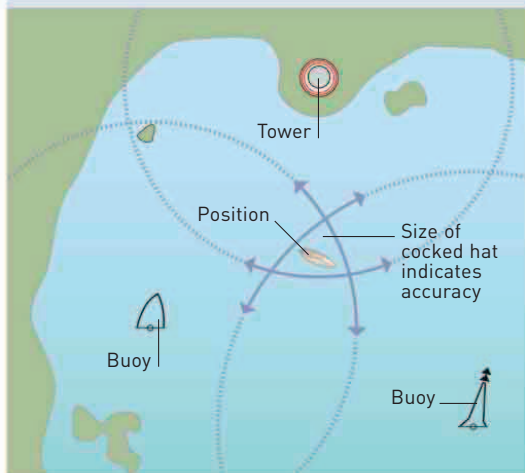 Tower
Position
Size of
cocked hat
indicates
accuracy
Buoy
Buoy